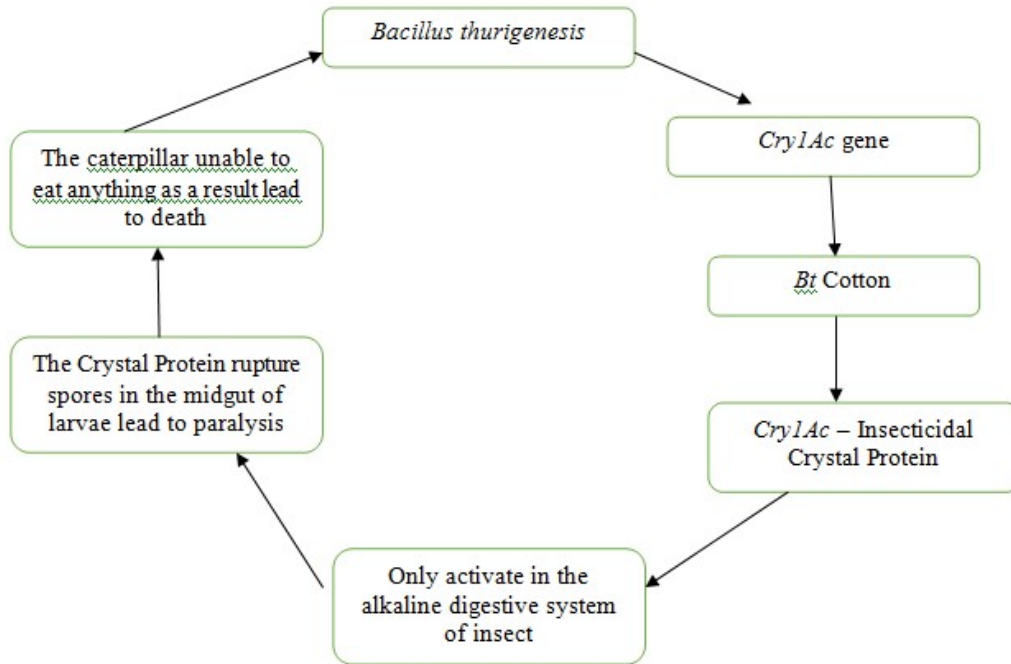 Bacillus thurigenesis
Cry1Ac gene
Bt Cotton
Cry1Ac – Insecticidal
Crystal Protein
Only activate in the
alkaline digestive system
of insect
The Crystal Protein rupture
spores in the midgut of
larvae lead to paralysis
The caterpillar unable to
eat anything as a result lead
to death